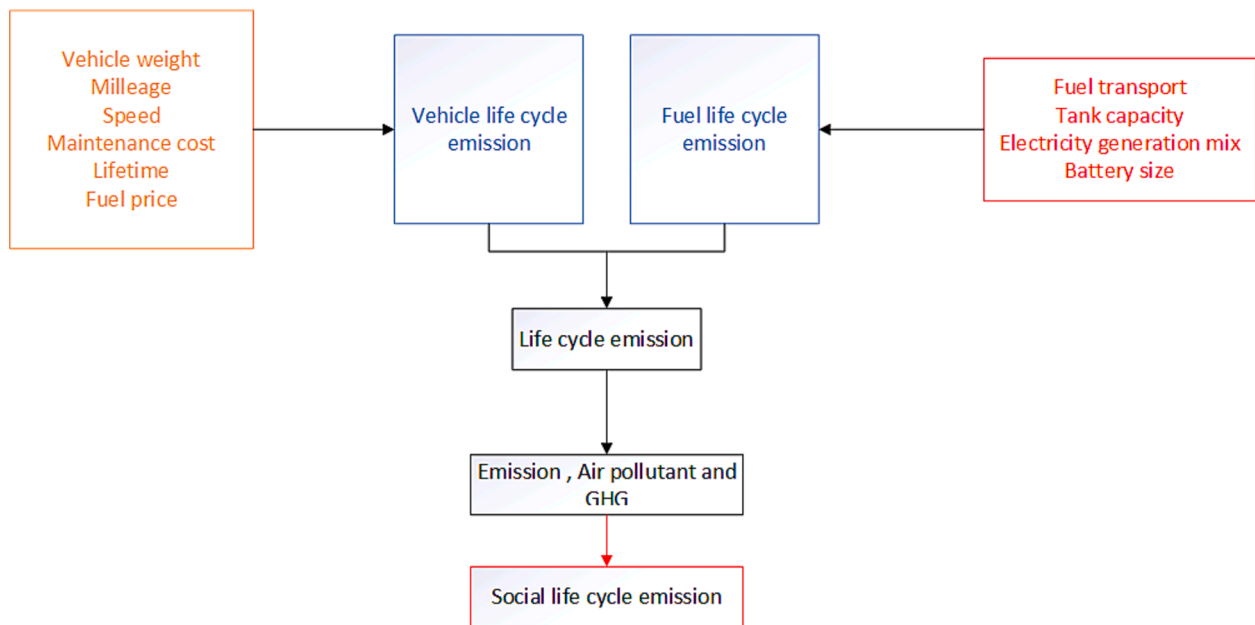 Vehicle weight
Milleage
Speed
Maintenance cost
Lifetime
Fuel price
Vehicle life cycle
emission
Fuel life cycle
emission
Fuel transport
Tank capacity
Electricity generation mix
Battery size
Life cycle emission
Emission , Air pollutant and
GHG
Social life cycle emission